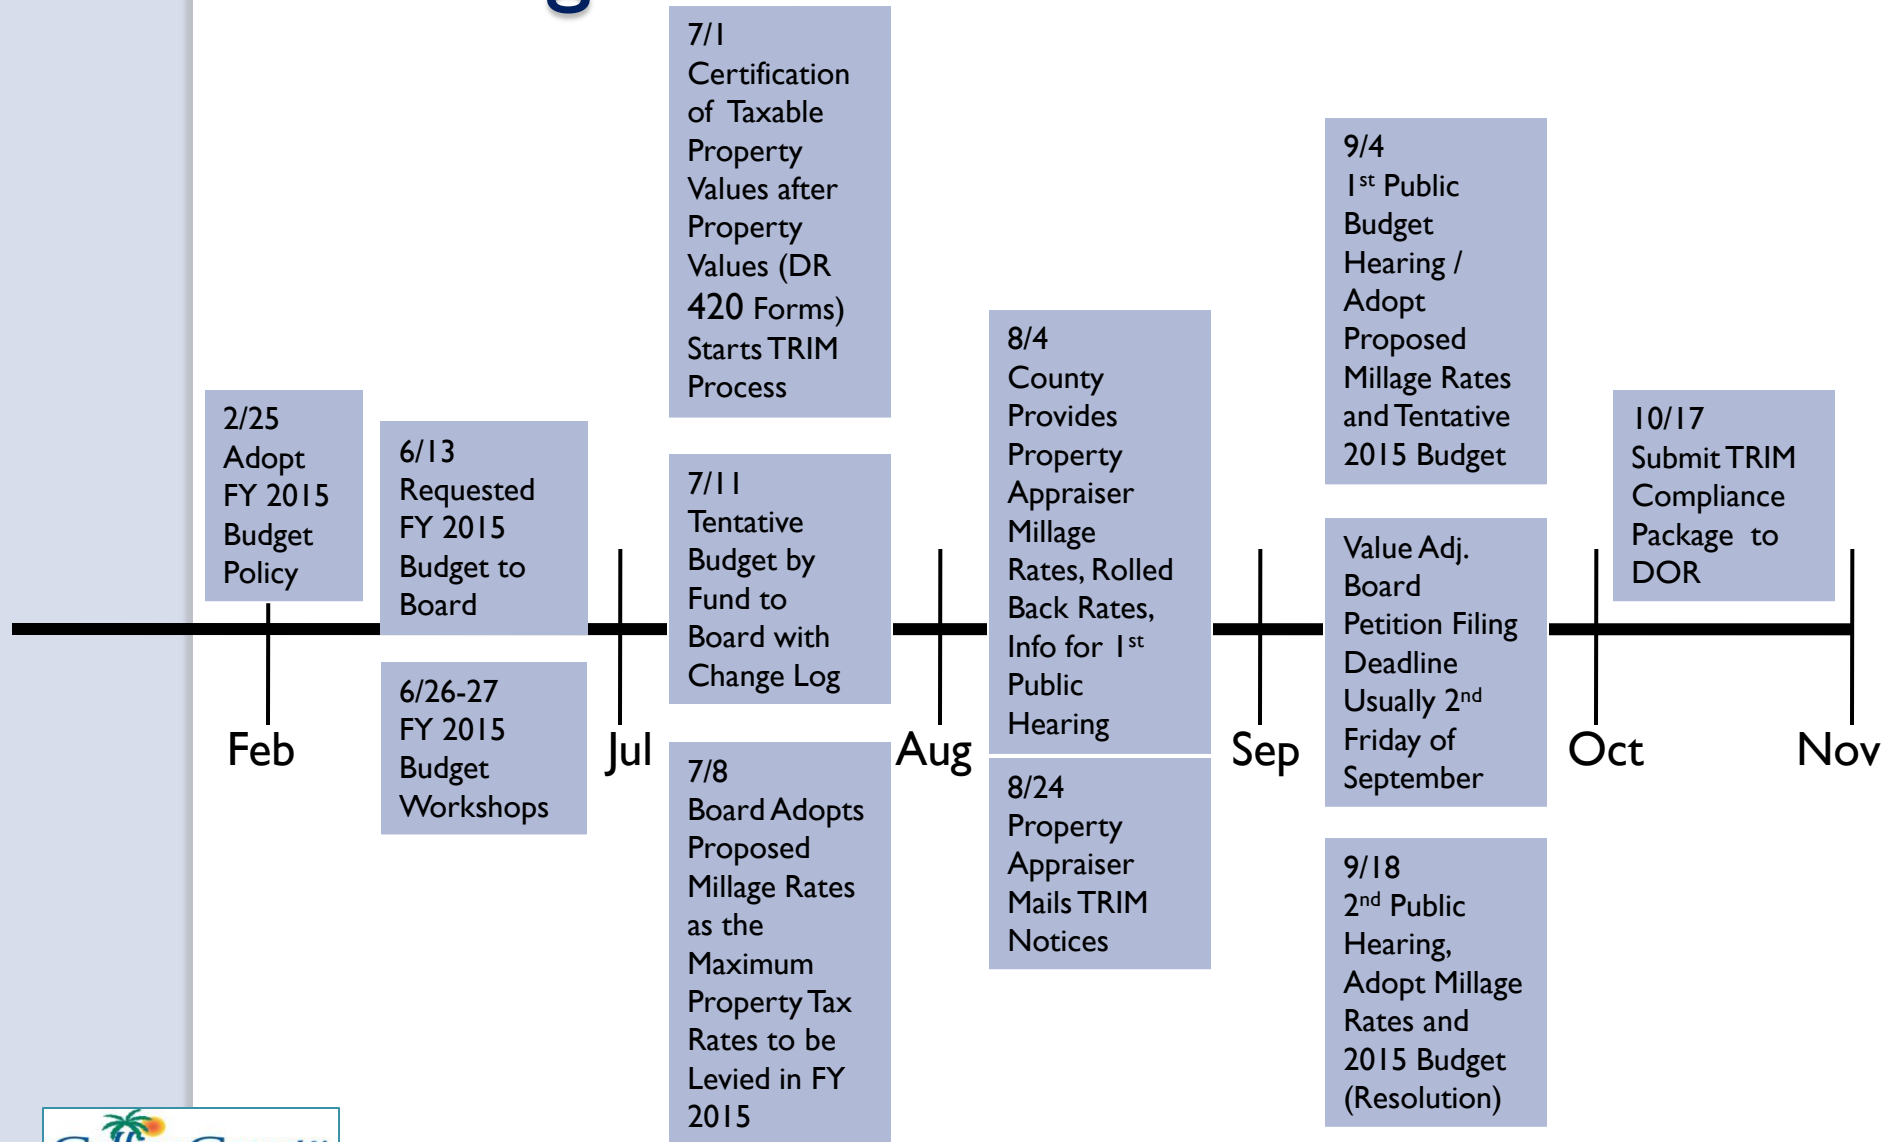 7/1
Certification
of Taxable
Property
Values after
Property
Values (DR
420 Forms)
Starts TRIM
Process
9/4
1st Public
Budget
Hearing /
Adopt
Proposed
Millage Rates
and Tentative
2015 Budget
2/25
Adopt
FY 2015
Budget
Policy
6/13
Requested
FY 2015
Budget to
Board
7/11
Tentative
Budget by
Fund to
Board with
Change Log
8/4
County
Provides
Property
Appraiser
Millage
Rates, Rolled
Back Rates,
Info for 1st
Public
Hearing
Value Adj.
Board
Petition Filing
Deadline
Usually 2nd
Friday of
September
10/17
Submit TRIM
Compliance
Package to
DOR
6/26-27
FY 2015
Budget
Workshops
Feb
Jul
Aug
Sep
Oct
Nov
7/8
Board Adopts
Proposed
Millage Rates
as the
Maximum
Property Tax
Rates to be
Levied in FY
2015
8/24
Property
Appraiser
Mails TRIM
Notices
9/18
2nd Public
Hearing,
Adopt Millage
Rates and
2015 Budget
(Resolution)